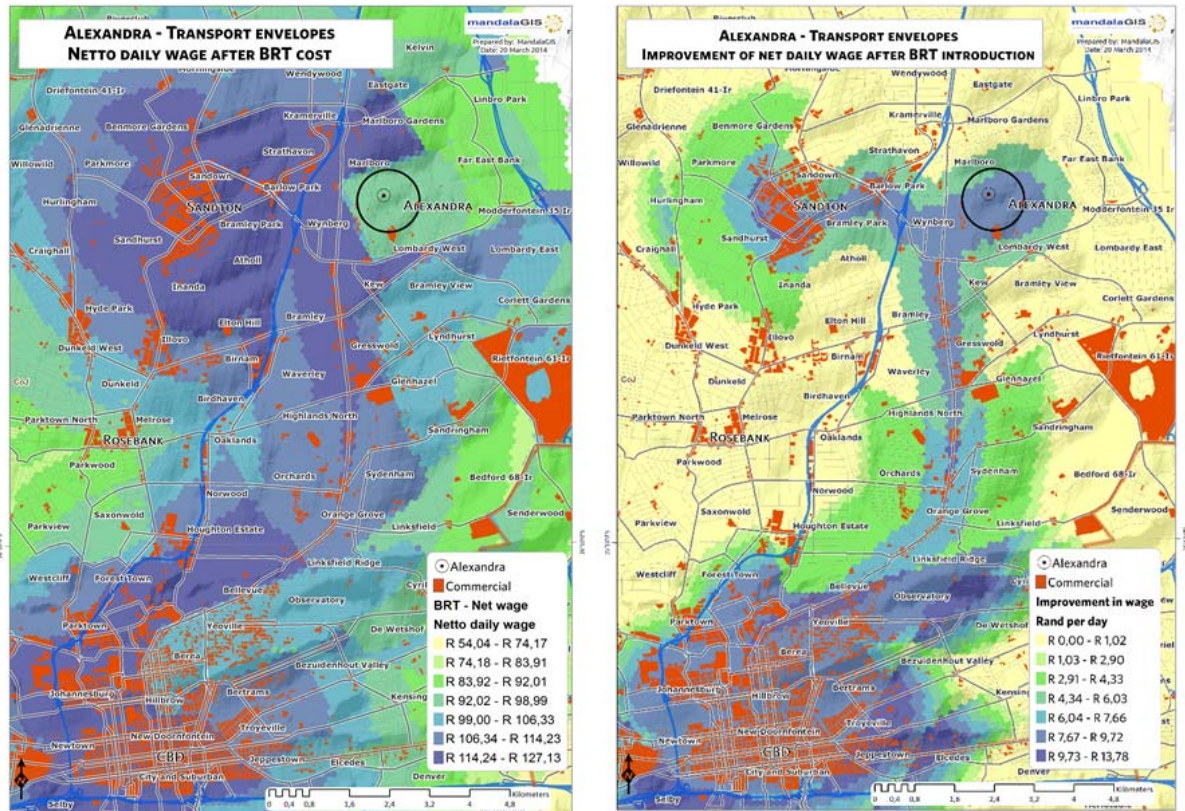 ALEXANDRA - TRANSPORT ENVELOPES
NETTO DAILY WAGE AFTER BRT COST
mandalaGIS
Prepared by: MandalaGIS
Date: 20 March 2014
Kelvin
Wendywood
Eastgate
Driefontein 41-Ir
Linbro Park
Kramerville
Glenadrienne
Benmore Gardens
Marlboro Gardens
Strathavon
Willowild
Parkmore
Marlboro
Far East Bank
Sandown
Barlow Park
Hurlingham
SANDTON
ALEXANDRA
Modderfontein 35 Ir
Bramley Park
Wynberg
Sandhurst
Craighall
Lombardy West
Lombardy East
Atholl
Kew
Bramley View
Inanda
Corlett Gardens
Hyde Park
Elton Hill
Bramley
Lyndhurst
Dunkeld West
Illovo
Gresswold
Rietfontein 61-Ir
Birnam
CoJ
Dunkeld
Waverley
Glenhazel
Birdhaven
Parktown North
Melrose
Highlands North
ROSEBANK
Oaklands
Sandringham
Parkwood
Orchards
Sydenham
Bedford 68-Ir
Norwood
Saxonwold
Orange Grove
Senderwood
Parkview
Houghton Estate
Linksfield
Westcliff
Forest Town
Linksfield Ridge
Bellevue
Observatory
Parktown
Yeoville
De Wetshof
Berea
Bezuidenhout Valley
Johannesburg
Hillbrow
Bertrams
Kensing
Newtown
New Doornfontein
Troyeville
CBD
Jeppestown
Elcedes
City and Suburban
Denver
Selby
Alexandra
Commercial
BRT - Net wage
Netto daily wage
R 54,04 - R 74,17
R 74,18 - R 83,91
R 83,92 - R 92,01
R 92,02 - R 98,99
R 99,00 - R 106,33
R 106,34 - R 114,23
R 114,24 - R 127,13
0 0,4 0,8 1,6 2,4 3,2 4 4,8
Kilometers
ALEXANDRA - TRANSPORT ENVELOPES
IMPROVEMENT OF NET DAILY WAGE AFTER BRT INTRODUCTION
mandalaGIS
Prepared by: MandalaGIS
Date: 20 March 2014
Wendywood
Eastgate
Driefontein 41-Ir
Linbro Park
Kramerville
Glenadrienne
Benmore Gardens
Marlboro Gardens
Strathavon
Willowild
Parkmore
Marlboro
Far East Bank
Sandown
Barlow Park
Hurlingham
SANDTON
ALEXANDRA
Modderfontein 35 Ir
Bramley Park
Wynberg
Sandhurst
Craighall
Lombardy West
Lombardy East
Atholl
Kew
Bramley View
Inanda
Corlett Gardens
Hyde Park
Elton Hill
Bramley
Lyndhurst
Dunkeld West
Illovo
Gresswold
Rietfontein 61-Ir
Birnam
CoJ
Dunkeld
Waverley
Glenhazel
Birdhaven
Parktown North
Melrose
Highlands North
ROSEBANK
Oaklands
Sandringham
Parkwood
Orchards
Sydenham
Bedford 68-Ir
Norwood
Saxonwold
Orange Grove
Senderwood
Parkview
Houghton Estate
Linksfield
Westcliff
Forest Town
Linksfield Ridge
Bellevue
Observatory
Parktown
Yeoville
De Wetshof
Berea
Bezuidenhout Valley
Johannesburg
Hillbrow
Bertrams
Kensing
Newtown
New Doornfontein
Troyeville
CBD
Jeppestown
Elcedes
City and Suburban
Denver
Selby
Alexandra
Commercial
Improvement in wage
Rand per day
R 0,00 - R 1,02
R 1,03 - R 2,90
R 2,91 - R 4,33
R 4,34 - R 6,03
R 6,04 - R 7,66
R 7,67 - R 9,72
R 9,73 - R 13,78
0 0,4 0,8 1,6 2,4 3,2 4 4,8
Kilometers